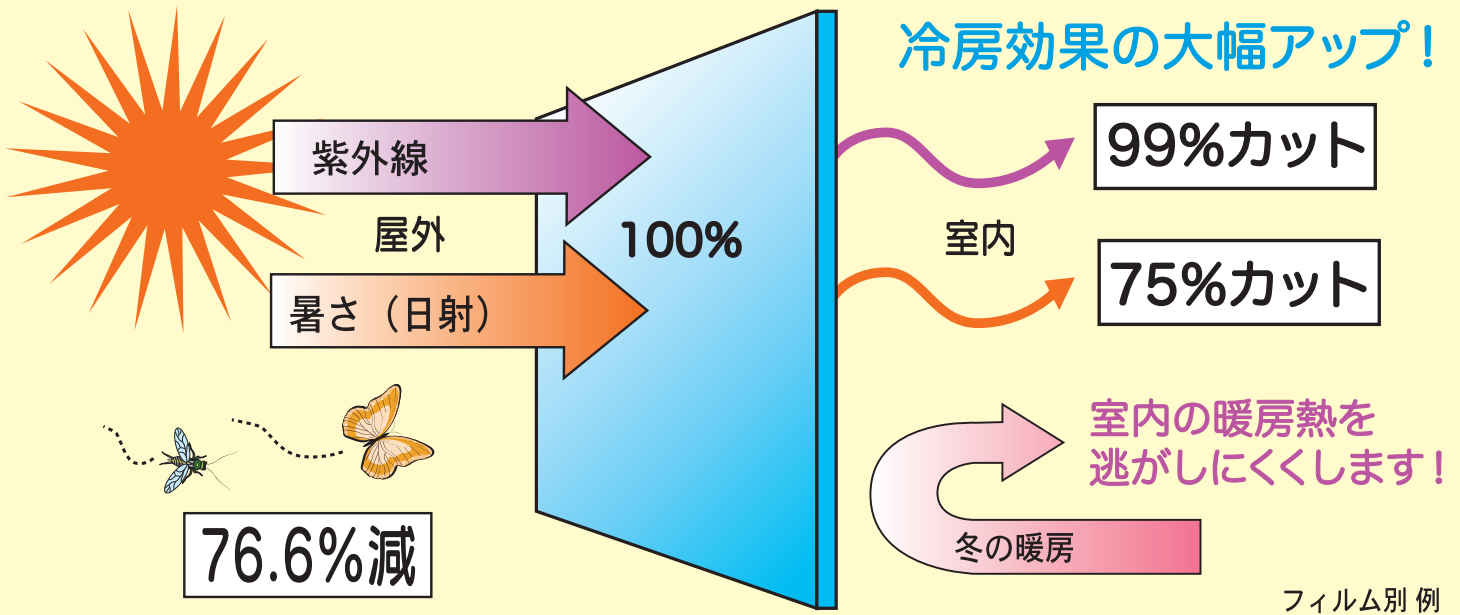 冷房効果の大幅アップ！
紫外線
99%カット
屋外
100%
室内
暑さ（日射）
75%カット
室内の暖房熱を
逃がしにくくします！
冬の暖房
76.6%減
フィルム別 例